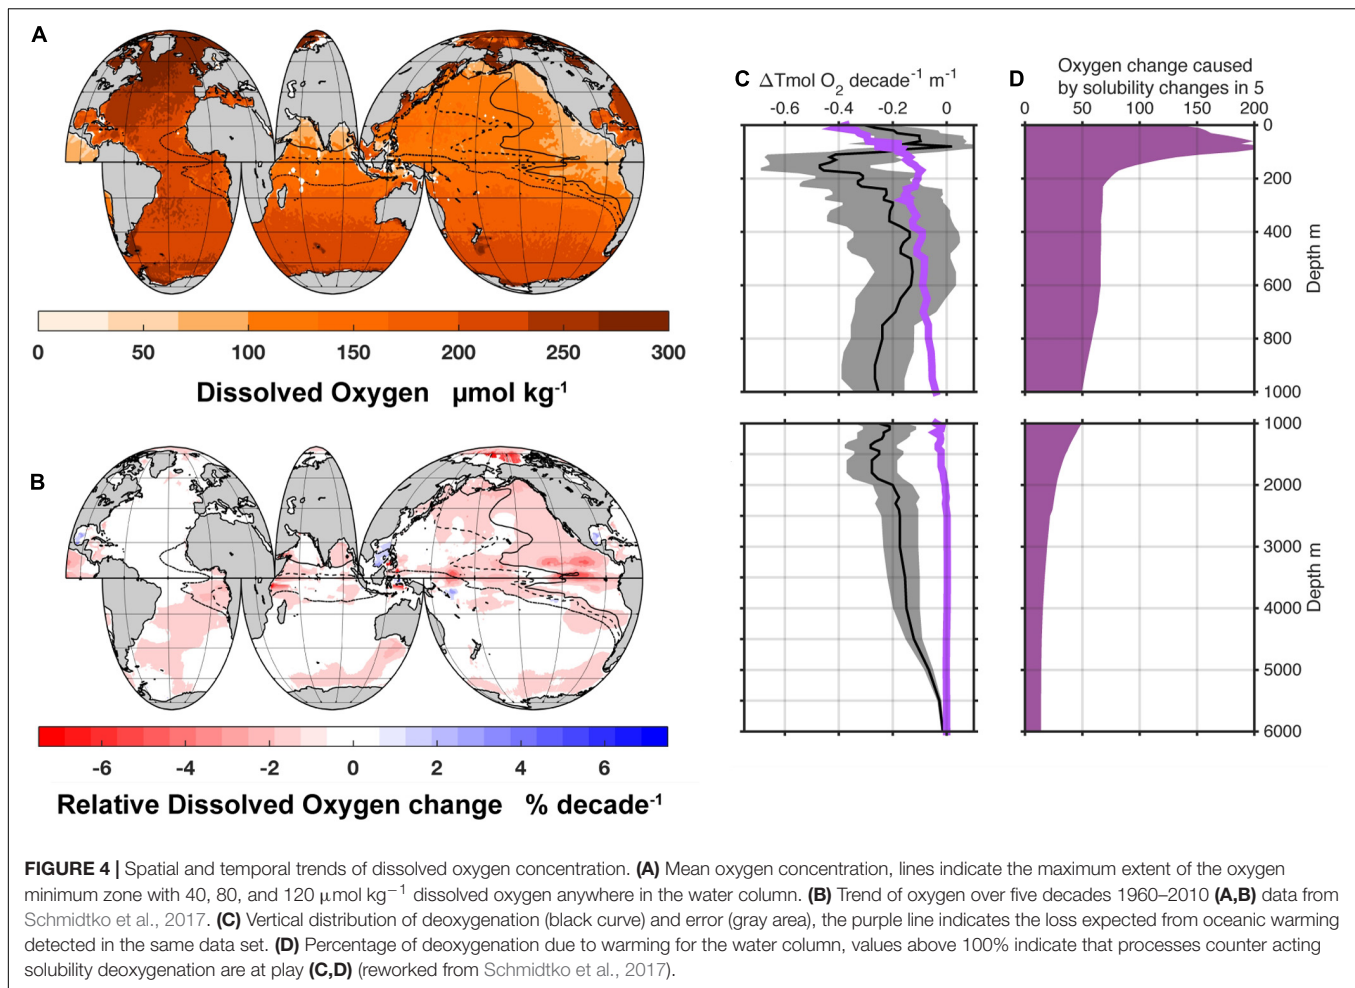 A
0 50 100 150 200 250 300
Dissolved Oxygen µmol kg-1
B
-6 -4 -2 0 2 4 6
Relative Dissolved Oxygen change % decade-1
C ΔTmol O2 decade-1 m-1
-0.6 -0.4 -0.2 0
D Oxygen change caused
by solubility changes in 5
0 50 100 150 200
0
200
400
600
800
1000
Depth m
1000
2000
3000
4000
5000
6000
Depth m
FIGURE 4 | Spatial and temporal trends of dissolved oxygen concentration. (A) Mean oxygen concentration, lines indicate the maximum extent of the oxygen
minimum zone with 40, 80, and 120 µmol kg−1 dissolved oxygen anywhere in the water column. (B) Trend of oxygen over five decades 1960–2010 (A,B) data from
Schmidtko et al., 2017. (C) Vertical distribution of deoxygenation (black curve) and error (gray area), the purple line indicates the loss expected from oceanic warming
detected in the same data set. (D) Percentage of deoxygenation due to warming for the water column, values above 100% indicate that processes counter acting
solubility deoxygenation are at play (C,D) (reworked from Schmidtko et al., 2017).